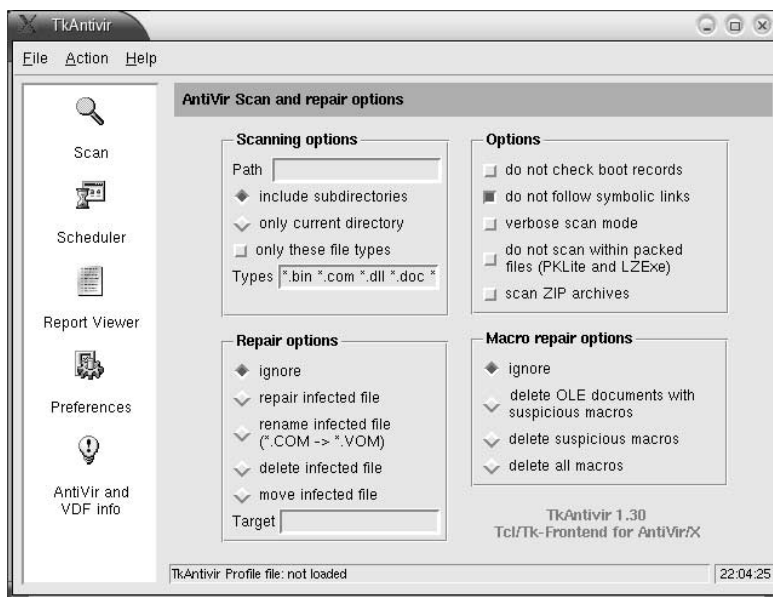 TkAntivir
File Action Help
Scan
Scheduler
Report Viewer
Preferences
AntiVir and
VDF info
AntiVir Scan and repair options
Scanning options
Path
include subdirectories
only current directory
only these file types
Types *.bin *.com *.dll *.doc *
Options
do not check boot records
do not follow symbolic links
verbose scan mode
do not scan within packed
files (PKLite and LZExe)
scan ZIP archives
Repair options
ignore
repair infected file
rename infected file
(*.COM -> *.VOM)
delete infected file
move infected file
Target
Macro repair options
ignore
delete OLE documents with
suspicious macros
delete suspicious macros
delete all macros
TkAntivir 1.30
Tcl/Tk-Frontend for AntiVir/X
TkAntivir Profile file: not loaded
22:04:25